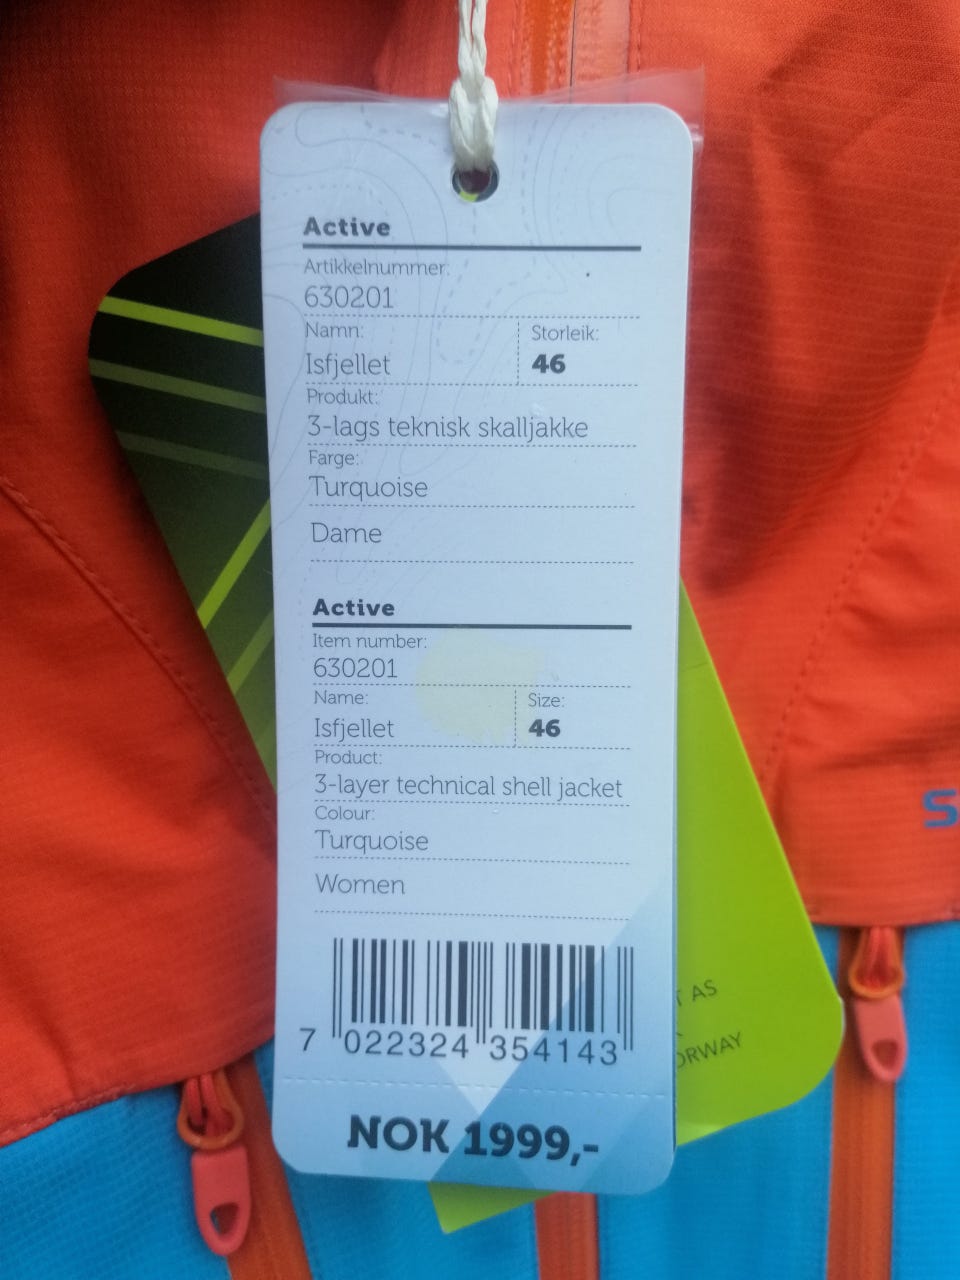 Active
Artikkelnummer:
630201
Namn: Storleik:
Isfjellet 46
Produkt:
3-lags teknisk skalljakke
Farge:
Turquoise
Dame
Active
Item number:
630201
Name: Size:
Isfjellet 46
Product:
3-layer technical shell jacket
Colour:
Turquoise
Women
7 022324 354143
NOK 1999,-
AS